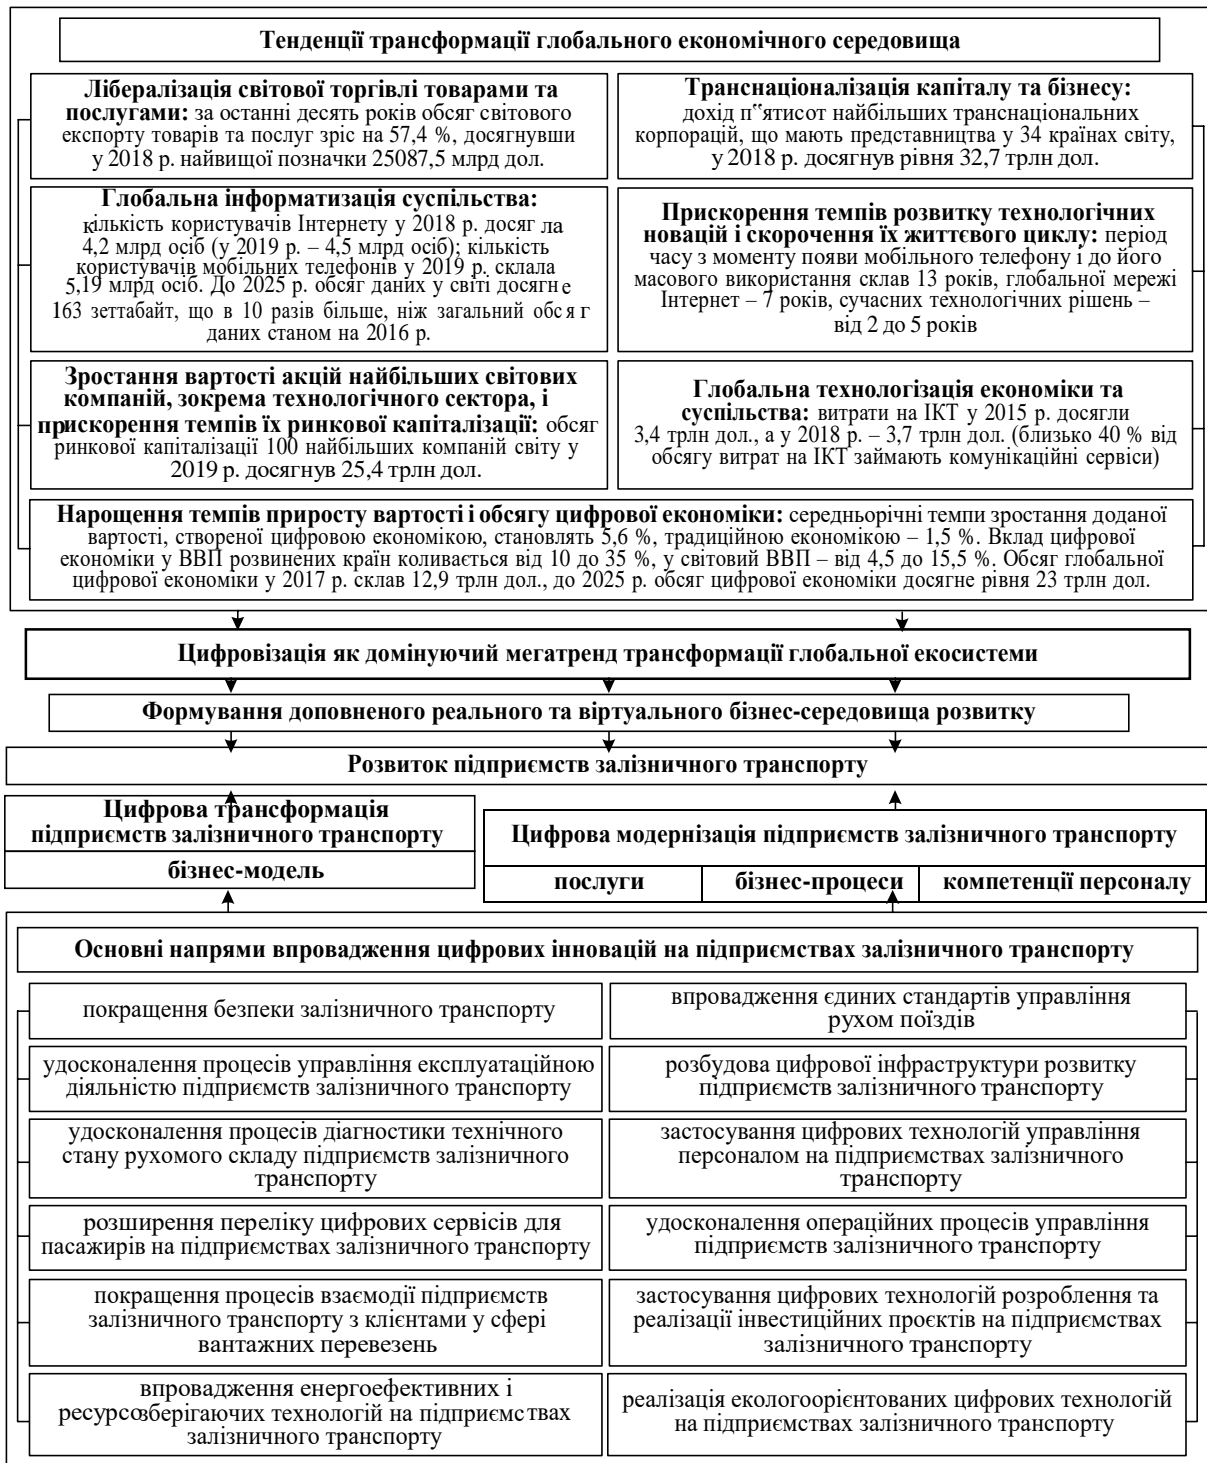 Тенденції трансформації глобального економічного середовища
Лібералізація світової торгівлі товарами та
послугами: за останні десять років обсяг світового
експорту товарів та послуг зріс на 57,4 %, досягнувши
у 2018 р. найвищої позначки 25087,5 млрд дол.
Транснаціоналізація капіталу та бізнесу:
дохід п‟ятисот найбільших транснаціональних
корпорацій, що мають представництва у 34 країнах світу,
у 2018 р. досягнув рівня 32,7 трлн дол.
Глобальна інформатизація суспільства:
кількість користувачів Інтернету у 2018 р. досягла
4,2 млрд осіб (у 2019 р. – 4,5 млрд осіб); кількість
користувачів мобільних телефонів у 2019 р. склала
5,19 млрд осіб. До 2025 р. обсяг даних у світі досягне
163 зеттабайт, що в 10 разів більше, ніж загальний обсяг
даних станом на 2016 р.
Прискорення темпів розвитку технологічних
новацій і скорочення їх життєвого циклу: період
часу з моменту появи мобільного телефону і до його
масового використання склав 13 років, глобальної мережі
Інтернет – 7 років, сучасних технологічних рішень –
від 2 до 5 років
Зростання вартості акцій найбільших світових
компаній, зокрема технологічного сектора, і
прискорення темпів їх ринкової капіталізації: обсяг
ринкової капіталізації 100 найбільших компаній світу у
2019 р. досягнув 25,4 трлн дол.
Глобальна технологізація економіки та
суспільства: витрати на ІКТ у 2015 р. досягли
3,4 трлн дол., а у 2018 р. – 3,7 трлн дол. (близько 40 % від
обсягу витрат на ІКТ займають комунікаційні сервіси)
Нарощення темпів приросту вартості і обсягу цифрової економіки: середньорічні темпи зростання доданої
вартості, створеної цифровою економікою, становлять 5,6 %, традиційною економікою – 1,5 %. Вклад цифрової
економіки у ВВП розвинених країн коливається від 10 до 35 %, у світовий ВВП – від 4,5 до 15,5 %. Обсяг глобальної
цифрової економіки у 2017 р. склав 12,9 трлн дол., до 2025 р. обсяг цифрової економіки досягне рівня 23 трлн дол.
Цифровізація як домінуючий мегатренд трансформації глобальної екосистеми
Формування доповненого реального та віртуального бізнес-середовища розвитку
Розвиток підприємств залізничного транспорту
Цифрова трансформація
підприємств залізничного транспорту
бізнес-модель
Цифрова модернізація підприємств залізничного транспорту
послуги
бізнес-процеси
компетенції персоналу
Основні напрями впровадження цифрових інновацій на підприємствах залізничного транспорту
покращення безпеки залізничного транспорту
впровадження єдиних стандартів управління
рухом поїздів
удосконалення процесів управління експлуатаційною
діяльністю підприємств залізничного транспорту
розбудова цифрової інфраструктури розвитку
підприємств залізничного транспорту
удосконалення процесів діагностики технічного
стану рухомого складу підприємств залізничного
транспорту
застосування цифрових технологій управління
персоналом на підприємствах залізничного
транспорту
розширення переліку цифрових сервісів для
пасажирів на підприємствах залізничного транспорту
удосконалення операційних процесів управління
підприємств залізничного транспорту
покращення процесів взаємодії підприємств
залізничного транспорту з клієнтами у сфері
вантажних перевезень
застосування цифрових технологій розроблення та
реалізації інвестиційних проєктів на підприємствах
залізничного транспорту
впровадження енергоефективних і
ресурсозберігаючих технологій на підприємствах
залізничного транспорту
реалізація екологоорієнтованих цифрових технологій
на підприємствах залізничного транспорту